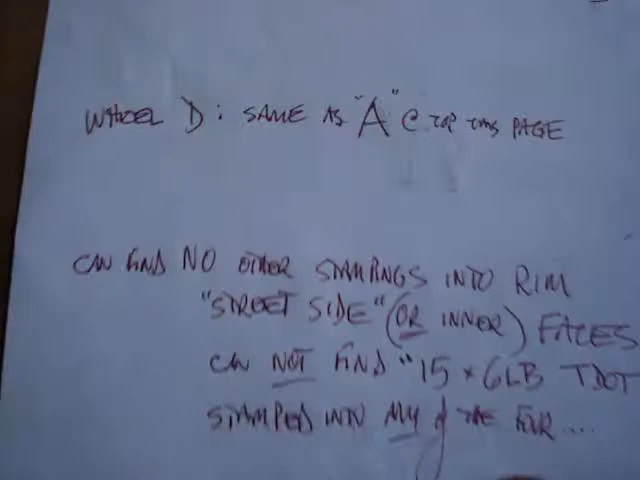 WHEEL D: SAME AS "A" @ TOP THIS PAGE
CAN FIND NO OTHER STAMPINGS INTO RIM
"STREET SIDE" (OR INNER) FACES
CAN NOT FIND "15 x 6LB TDOT
STAMPED INTO ANY of THE FOUR....